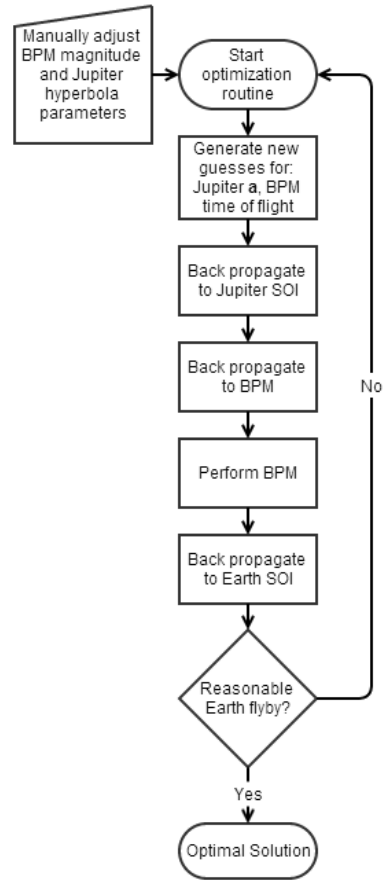 Manually adjust
BPM magnitude
and Jupiter
hyperbola
parameters
Start
optimization
routine
Generate new
guesses for:
Jupiter a, BPM
time of flight
Back propagate
to Jupiter SOI
Back propagate
to BPM
No
Perform BPM
Back propagate
to Earth SOI
Reasonable
Earth flyby?
Yes
Optimal Solution